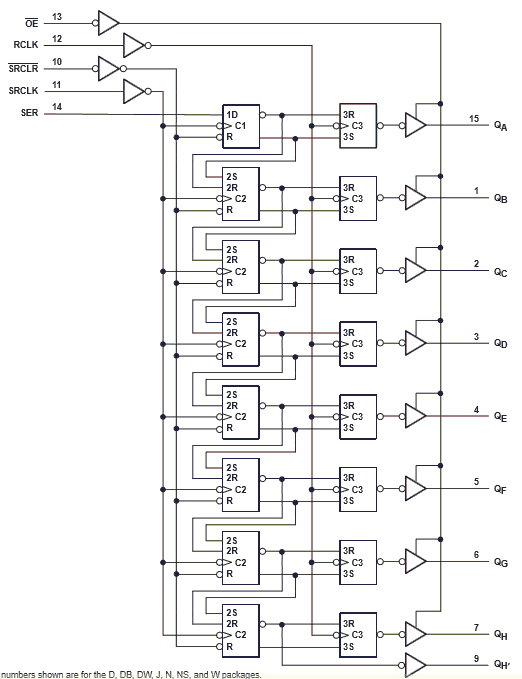 OE 13
RCLK 12
SRCLR 10
SRCLK 11
SER 14
1D 3R
C1 C3 15 QA
R 3S
2S
2R 3R
C2 C3 1 QB
R 3S
2S
2R 3R
C2 C3 2 QC
R 3S
2S
2R 3R
C2 C3 3 QD
R 3S
2S
2R 3R
C2 C3 4 QE
R 3S
2S
2R 3R
C2 C3 5 QF
R 3S
2S
2R 3R
C2 C3 6 QG
R 3S
2S
2R 3R
C2 C3 7 QH
R 3S
9 QH'
numbers shown are for the D, DB, DW, J, N, NS, and W packages.